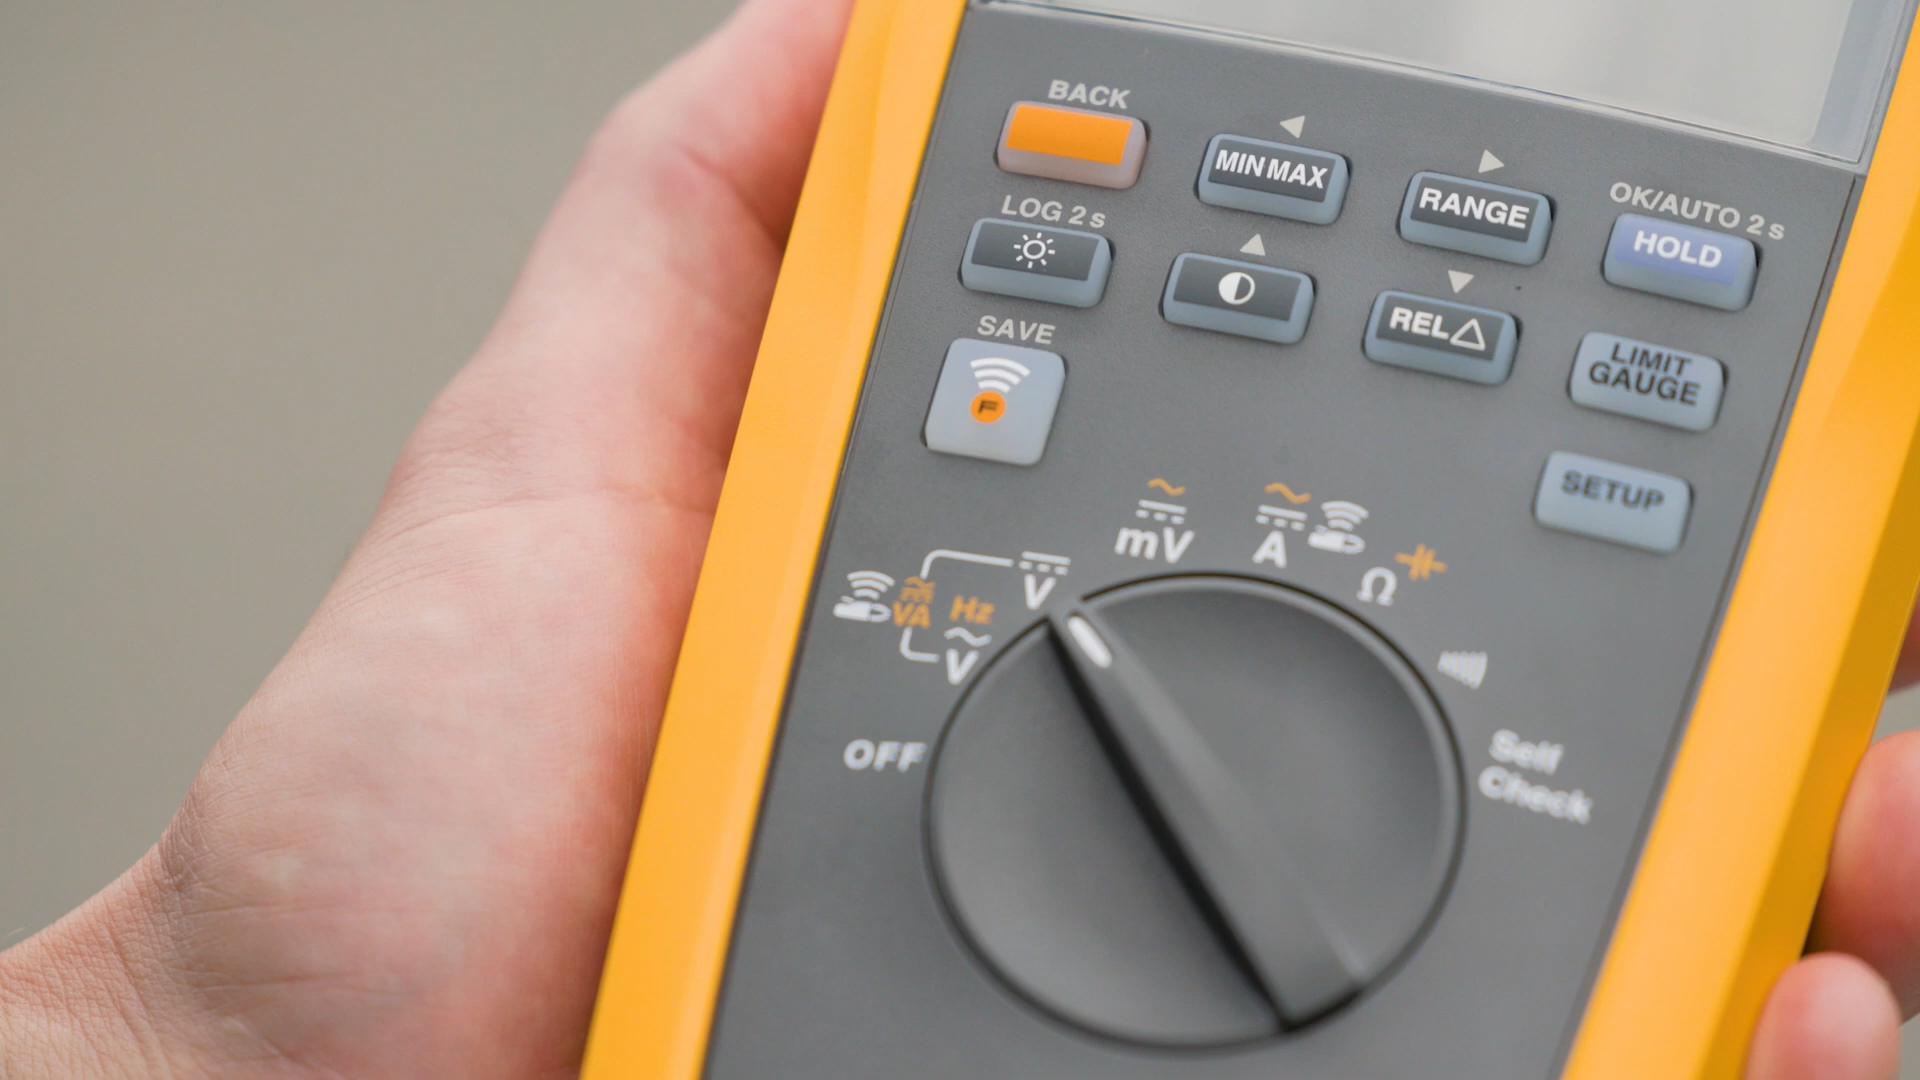 BACK
MIN MAX
RANGE
OK/AUTO 2 s
HOLD
LOG 2 s
REL△
SAVE
LIMIT
GAUGE
F
SETUP
mV
A
Ω
V
VA Hz
V
OFF
Self
Check